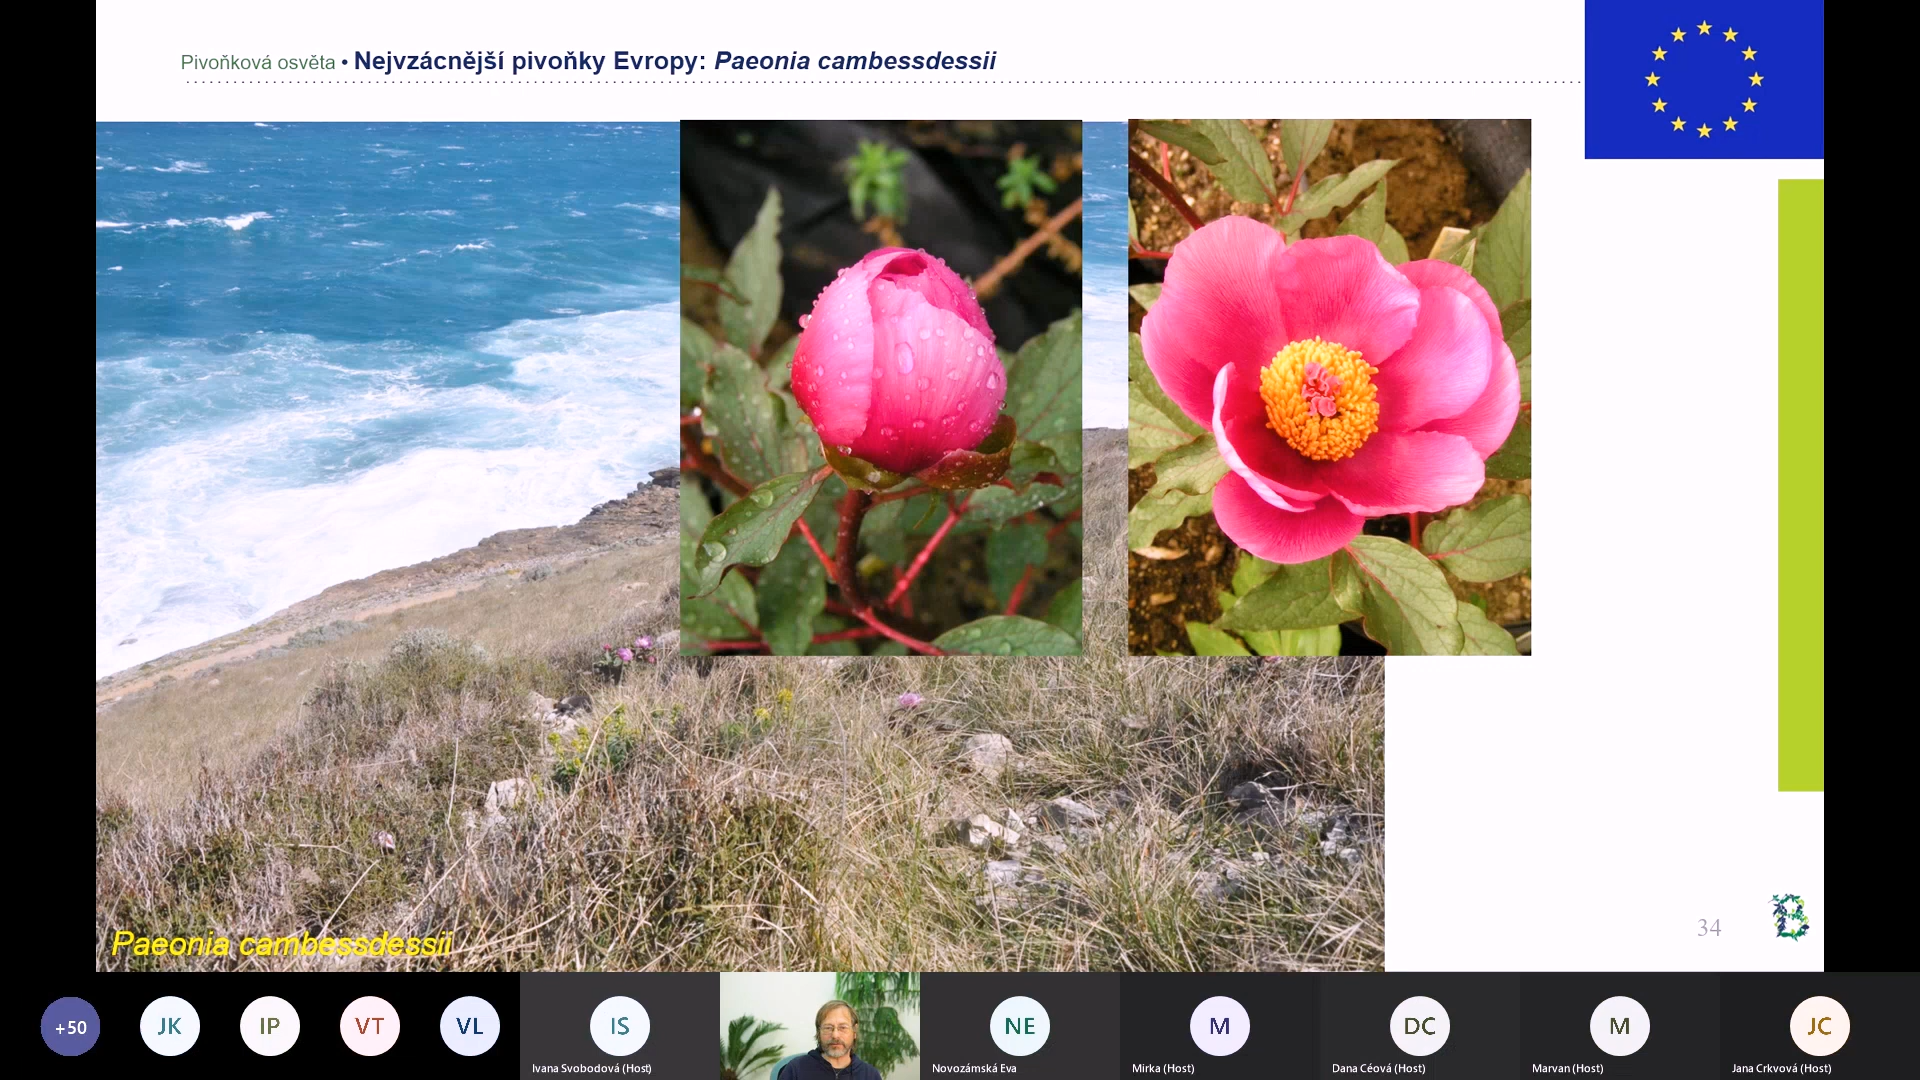 Pivoňková osvěta • Nejvzácnější pivoňky Evropy: Paeonia cambessdessii
Paeonia cambessdessii
34
B
+50
JK
IP
VT
VL
IS
NE
M
DC
M
JC
Ivana Svobodová (Host)
Novozámská Eva
Mirka (Host)
Dana Céová (Host)
Marvan (Host)
Jana Crkvová (Host)